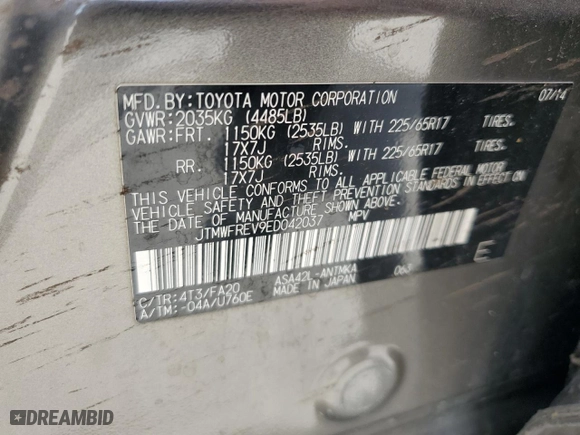 MFD.BY:TOYOTA MOTOR CORPORATION 07/14
GVWR:2035KG (4485LB)
GAWR:FRT. 1150KG (2535LB) WITH 225/65R17 TIRES.
17X7J RIMS.
RR. 1150KG (2535LB) WITH 225/65R17 TIRES.
17X7J RIMS.
THIS VEHICLE CONFORMS TO ALL APPLICABLE FEDERAL MOTOR
VEHICLE SAFETY AND THEFT PREVENTION STANDARDS IN EFFECT ON
THE DATE OF MANUFACTURE SHOWN ABOVE.
JTMWFREV9ED042037 MPV
E
C/TR:4T3/FA20 ASA42L-ANTMKA 063
A/TM:-04A/U760E MADE IN JAPAN
DREAMBID